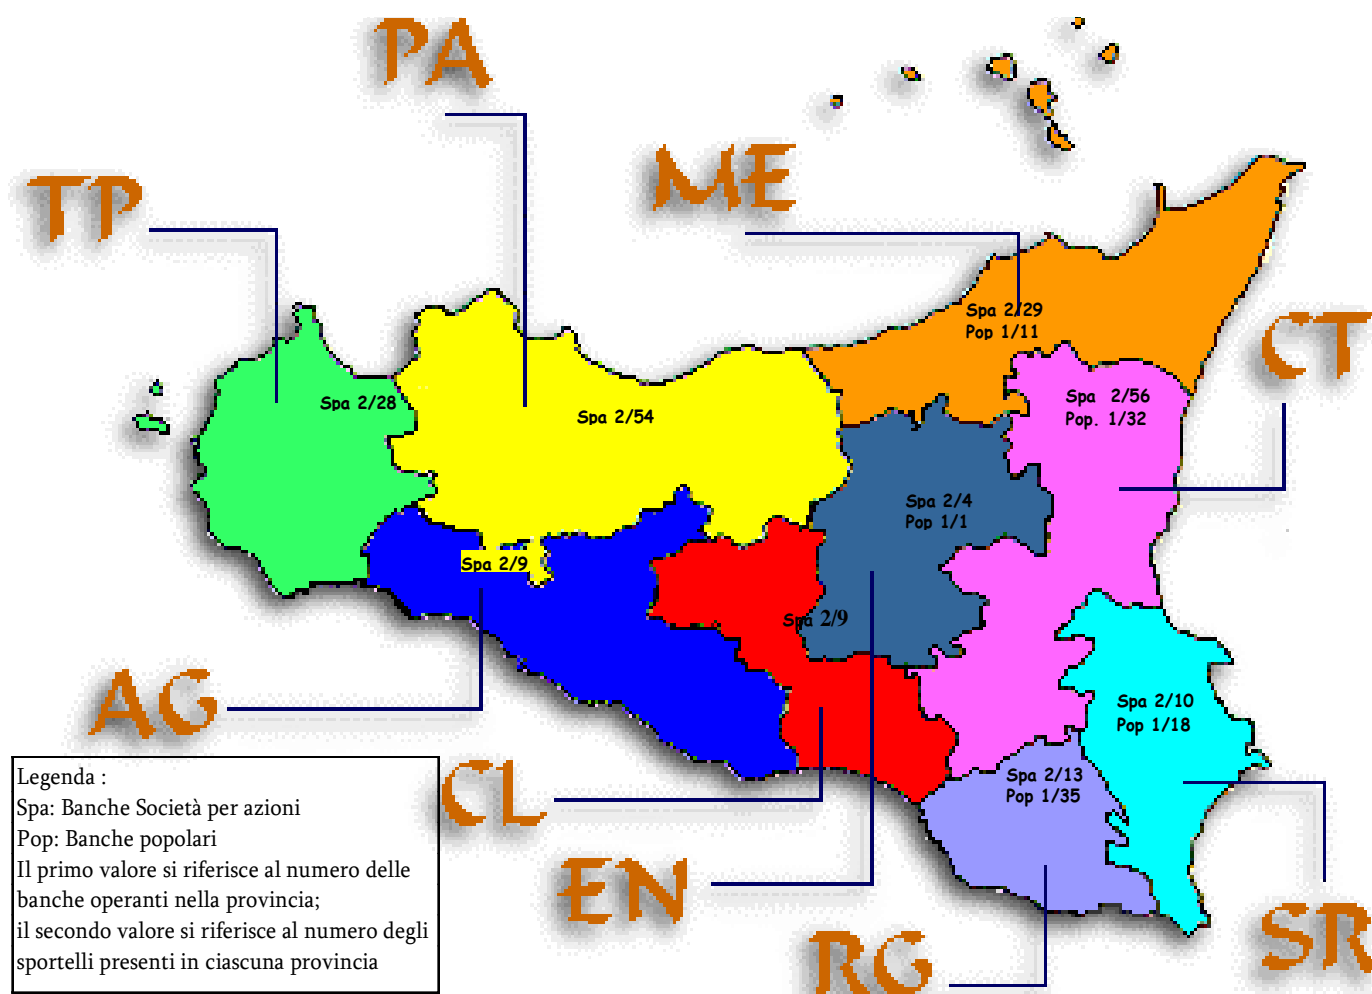 PA
ME
TP
Spa 2/29
Pop 1/11
CT
Spa 2/28
Spa 2/54
Spa 2/56
Pop. 1/32
Spa 2/4
Pop 1/1
Spa 2/9
Spa 2/9
AG
Spa 2/10
Pop 1/18
CL
Spa 2/13
Pop 1/35
EN
SR
RG
Legenda :
Spa: Banche Società per azioni
Pop: Banche popolari
Il primo valore si riferisce al numero delle
banche operanti nella provincia;
il secondo valore si riferisce al numero degli
sportelli presenti in ciascuna provincia